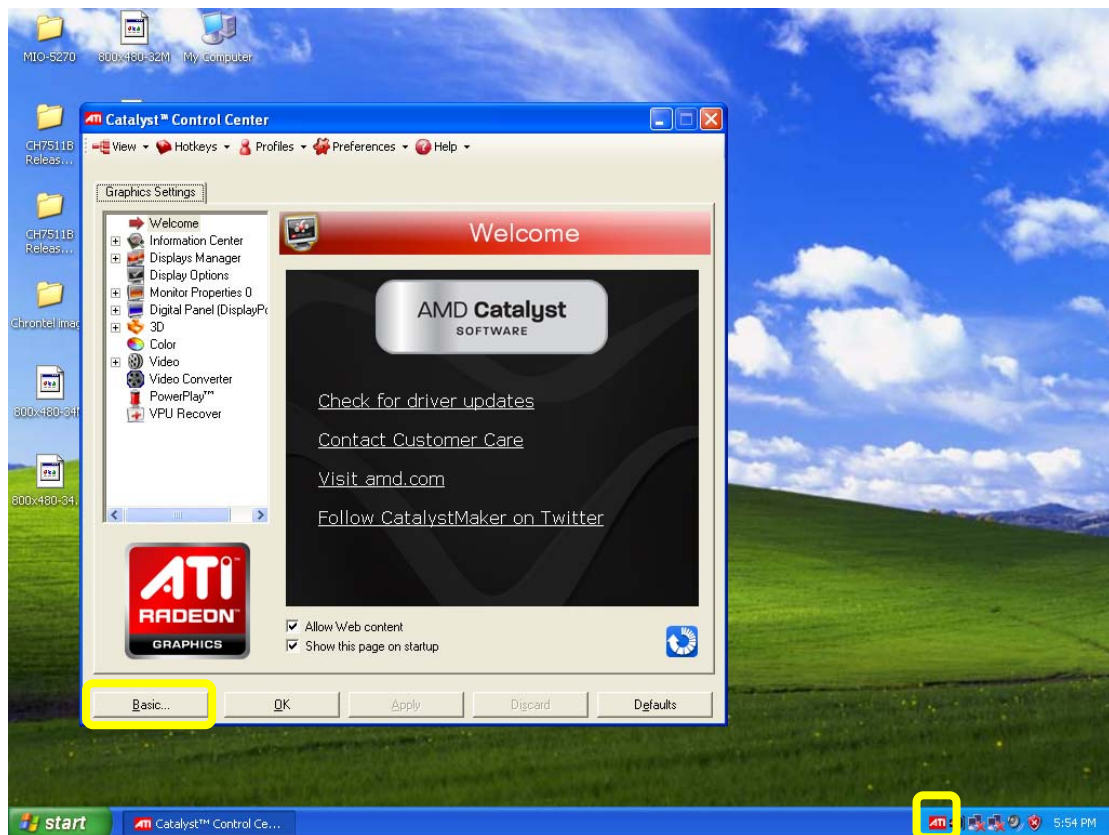 MIO-5270
800x480-32M
My Computer
CH7511B
Releas...
CH7511B
Releas...
Chrontel imag
800x480-34
800x480-34.
ATI
Catalyst™ Control Center
View
Hotkeys
Profiles
Preferences
Help
Graphics Settings
Welcome
Information Center
Displays Manager
Display Options
Monitor Properties 0
Digital Panel (DisplayPo
3D
Color
Video
Video Converter
PowerPlay™
VPU Recover
ATI
RADEON™
GRAPHICS
Welcome
AMD Catalyst
SOFTWARE
Check for driver updates
Contact Customer Care
Visit amd.com
Follow CatalystMaker on Twitter
Allow Web content
Show this page on startup
Basic...
OK
Apply
Discard
Defaults
start
ATI
Catalyst™ Control Ce...
ATI
5:54 PM